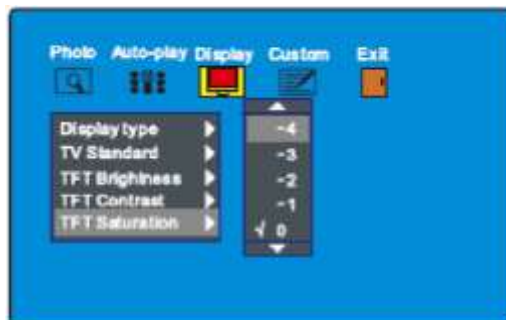 Photo Auto-play Display Custom Exit
Display type
TV Standard
TFT Brighiness
TFT Contrast
TFT Saturation
-4
-3
-2
-1
√ 0